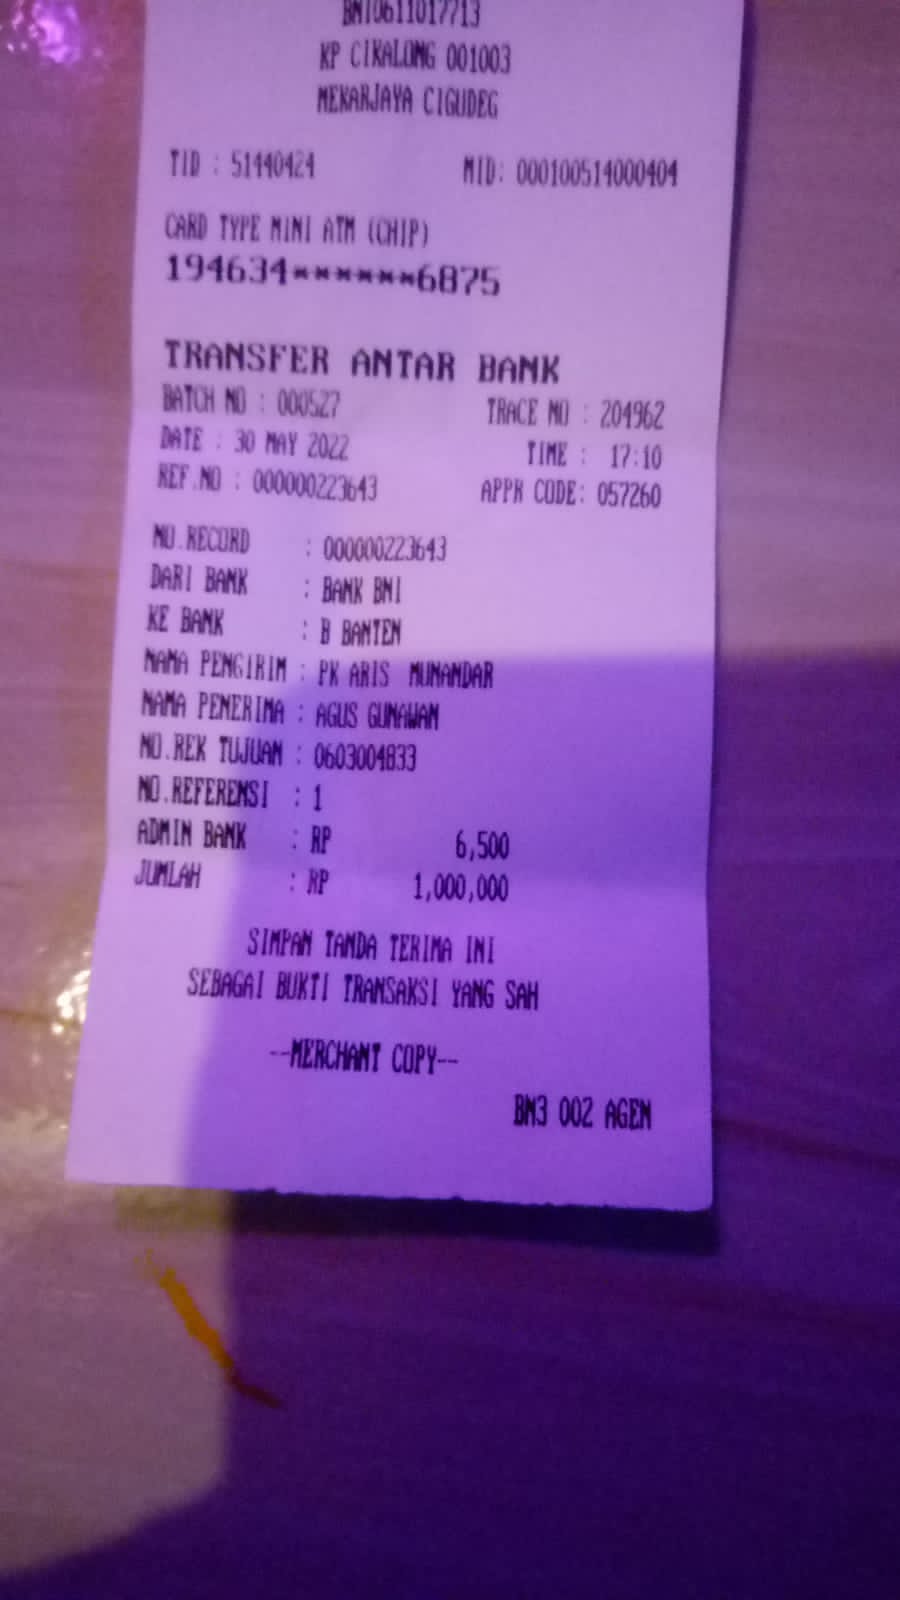 BNI0611017713
KP CIKALONG 001003
MEKARJAYA CIGUDEG
TID : 51440424 MID: 000100514000404
CARD TYPE MINI ATM (CHIP)
194634******6875
TRANSFER ANTAR BANK
BATCH NO : 000527 TRACE NO : 204962
DATE : 30 MAY 2022 TIME : 17:10
REF.NO : 000000223643 APPR CODE: 057260
NO.RECORD : 000000223643
DARI BANK : BANK BNI
KE BANK : B BANTEN
NAMA PENGIRIM : PK ARIS MUNANDAR
NAMA PENERIMA : AGUS GUNAWAN
NO.REK TUJUAN : 0603004833
NO.REFERENSI : 1
ADMIN BANK : RP 6,500
JUMLAH : RP 1,000,000
SIMPAN TANDA TERIMA INI
SEBAGAI BUKTI TRANSAKSI YANG SAH
--MERCHANT COPY--
BN3 002 AGEN